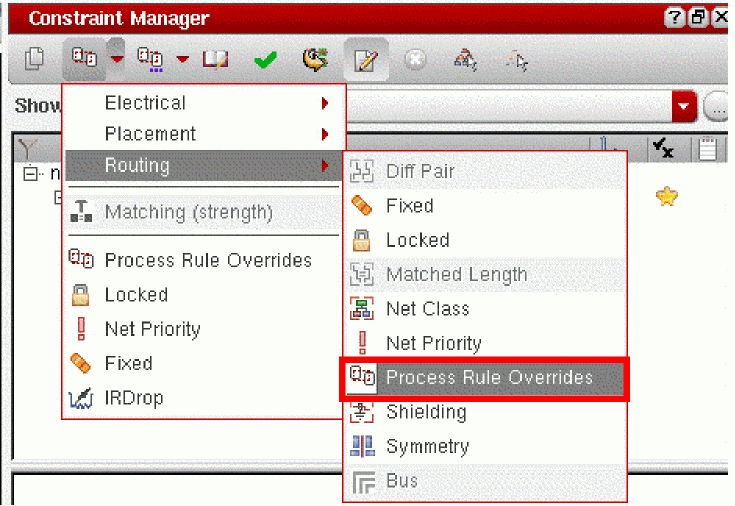 Constraint Manager
Show
Electrical
Placement
Routing
Matching (strength)
Process Rule Overrides
Locked
Net Priority
Fixed
IRDrop
Diff Pair
Fixed
Locked
Matched Length
Net Class
Net Priority
Process Rule Overrides
Shielding
Symmetry
Bus